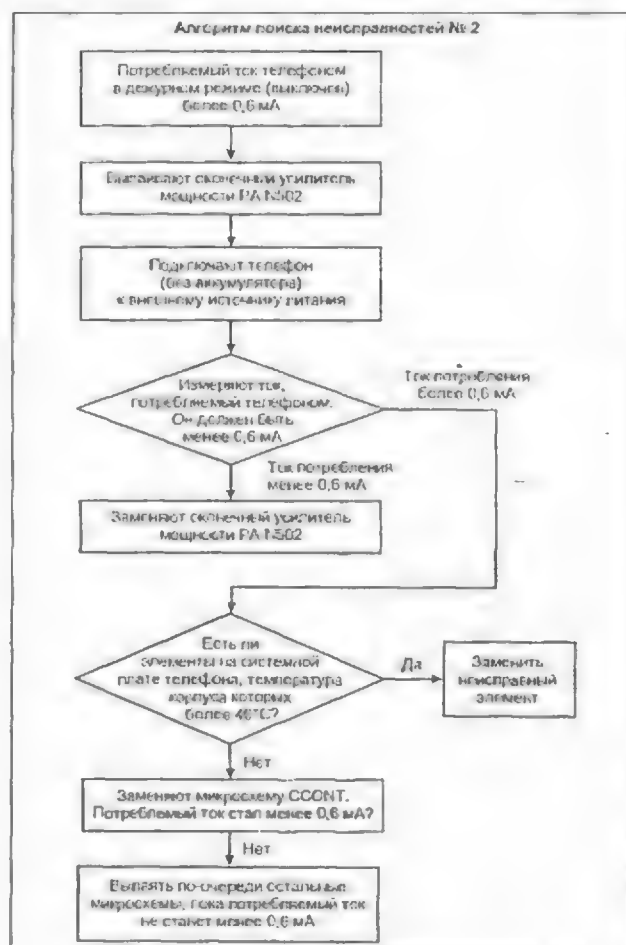 Алгоритм поиска неисправностей № 2
Потребляемый ток телефоном
в дежурном режиме (выключен)
более 0,6 мА
Выпаивают оконечный усилитель
мощности PA N502
Подключают телефон
(без аккумулятора)
к внешнему источнику питания
Измеряют ток,
потребляемый телефоном.
Он должен быть
менее 0,6 мА
Ток потребления
более 0,6 мА
Ток потребления
менее 0,6 мА
Заменяют оконечный усилитель
мощности PA N502
Есть ли
элементы на системной
плате телефона, температура
корпуса которых
более 40°С?
Да
Заменить
неисправный
элемент
Нет
Заменяют микросхему CCONT.
Потребляемый ток стал менее 0,6 мА?
Нет
Выпаять по очереди остальные
микросхемы, пока потребляемый ток
не станет менее 0,6 мА